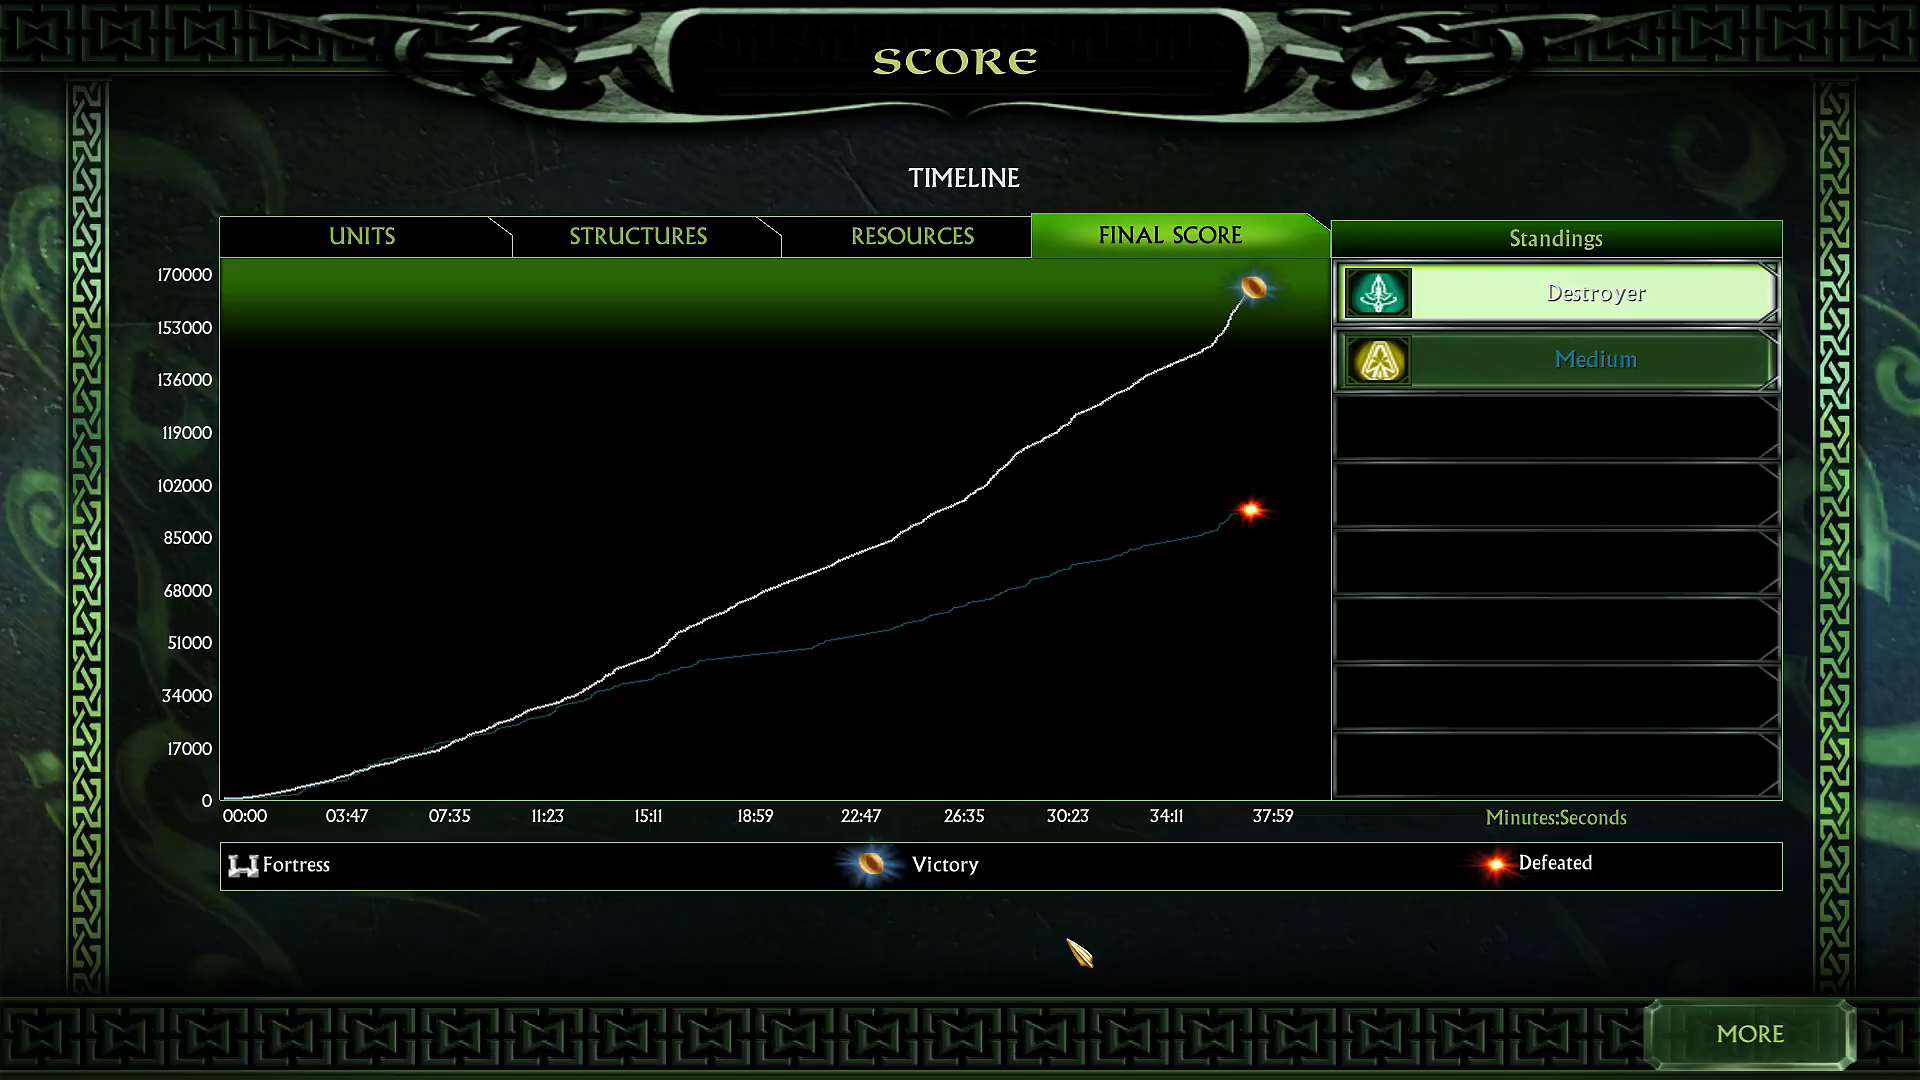 SCORE
TIMELINE
UNITS STRUCTURES RESOURCES FINAL SCORE Standings
170000
153000
136000
119000
102000
85000
68000
51000
34000
17000
0
Destroyer
Medium
00:00 03:47 07:35 11:23 15:11 18:59 22:47 26:35 30:23 34:11 37:59 Minutes:Seconds
Fortress Victory Defeated
MORE